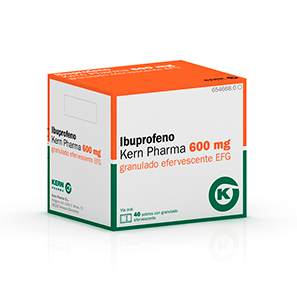 654668.0
Ibuprofeno
Kern Pharma 600 mg
granulado efervescente EFG
KERN
PHARMA
Vía oral
40 sobres con granulado
efervescente
K